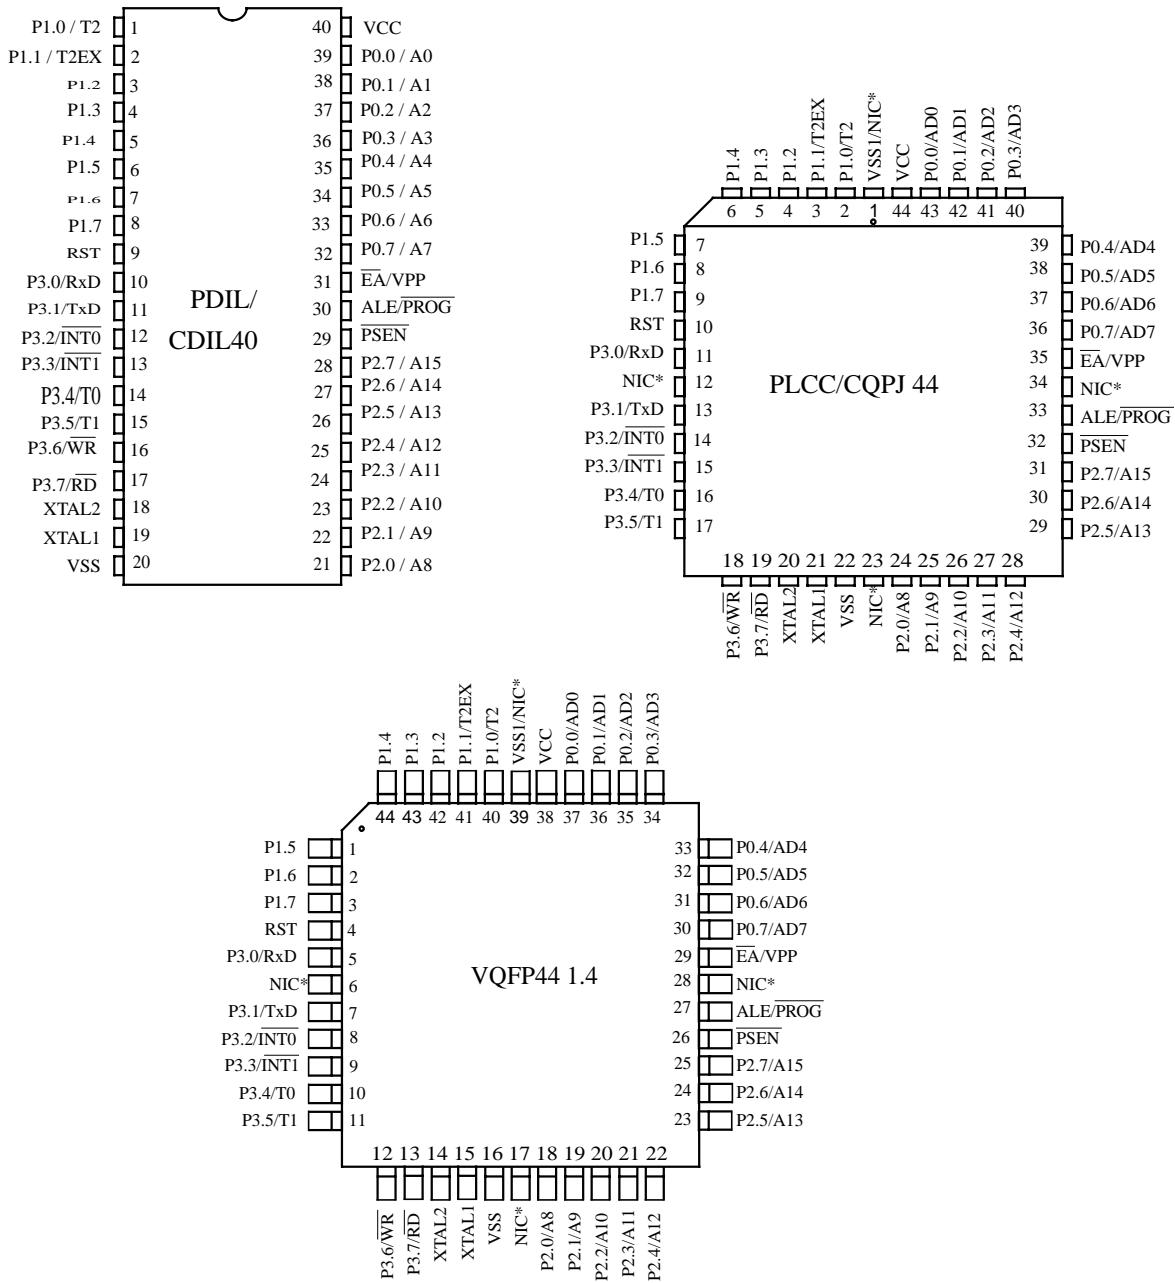 P1.0 / T2 1 40 VCC
P1.1 / T2EX 2 39 P0.0 / A0
P1.2 3 38 P0.1 / A1
P1.3 4 37 P0.2 / A2
P1.4 5 36 P0.3 / A3
P1.5 6 35 P0.4 / A4
P1.6 7 34 P0.5 / A5
P1.7 8 33 P0.6 / A6
RST 9 32 P0.7 / A7
P3.0/RxD 10 31 E̅A̅/VPP
P3.1/TxD 11 30 ALE/P̅R̅O̅G̅
P3.2/I̅N̅T̅0̅ 12 29 P̅S̅E̅N̅
P3.3/I̅N̅T̅1̅ 13 28 P2.7 / A15
P3.4/T0 14 27 P2.6 / A14
P3.5/T1 15 26 P2.5 / A13
P3.6/W̅R̅ 16 25 P2.4 / A12
P3.7/R̅D̅ 17 24 P2.3 / A11
XTAL2 18 23 P2.2 / A10
XTAL1 19 22 P2.1 / A9
VSS 20 21 P2.0 / A8
PDIL/
CDIL40
P1.4 P1.3 P1.2 P1.1/T2EX P1.0/T2 VSS1/NIC* VCC P0.0/AD0 P0.1/AD1 P0.2/AD2 P0.3/AD3
6 5 4 3 2 1 44 43 42 41 40
P1.5 7 39 P0.4/AD4
P1.6 8 38 P0.5/AD5
P1.7 9 37 P0.6/AD6
RST 10 36 P0.7/AD7
P3.0/RxD 11 35 E̅A̅/VPP
NIC* 12 34 NIC*
P3.1/TxD 13 33 ALE/P̅R̅O̅G̅
P3.2/I̅N̅T̅0̅ 14 32 P̅S̅E̅N̅
P3.3/I̅N̅T̅1̅ 15 31 P2.7/A15
P3.4/T0 16 30 P2.6/A14
P3.5/T1 17 29 P2.5/A13
PLCC/CQPJ 44
18 19 20 21 22 23 24 25 26 27 28
P3.6/W̅R̅ P3.7/R̅D̅ XTAL2 XTAL1 VSS NIC* P2.0/A8 P2.1/A9 P2.2/A10 P2.3/A11 P2.4/A12
P1.4 P1.3 P1.2 P1.1/T2EX P1.0/T2 VSS1/NIC* VCC P0.0/AD0 P0.1/AD1 P0.2/AD2 P0.3/AD3
44 43 42 41 40 39 38 37 36 35 34
P1.5 1 33 P0.4/AD4
P1.6 2 32 P0.5/AD5
P1.7 3 31 P0.6/AD6
RST 4 30 P0.7/AD7
P3.0/RxD 5 29 E̅A̅/VPP
NIC* 6 28 NIC*
P3.1/TxD 7 27 ALE/P̅R̅O̅G̅
P3.2/I̅N̅T̅0̅ 8 26 P̅S̅E̅N̅
P3.3/I̅N̅T̅1̅ 9 25 P2.7/A15
P3.4/T0 10 24 P2.6/A14
P3.5/T1 11 23 P2.5/A13
VQFP44 1.4
12 13 14 15 16 17 18 19 20 21 22
P3.6/W̅R̅ P3.7/R̅D̅ XTAL2 XTAL1 VSS NIC* P2.0/A8 P2.1/A9 P2.2/A10 P2.3/A11 P2.4/A12